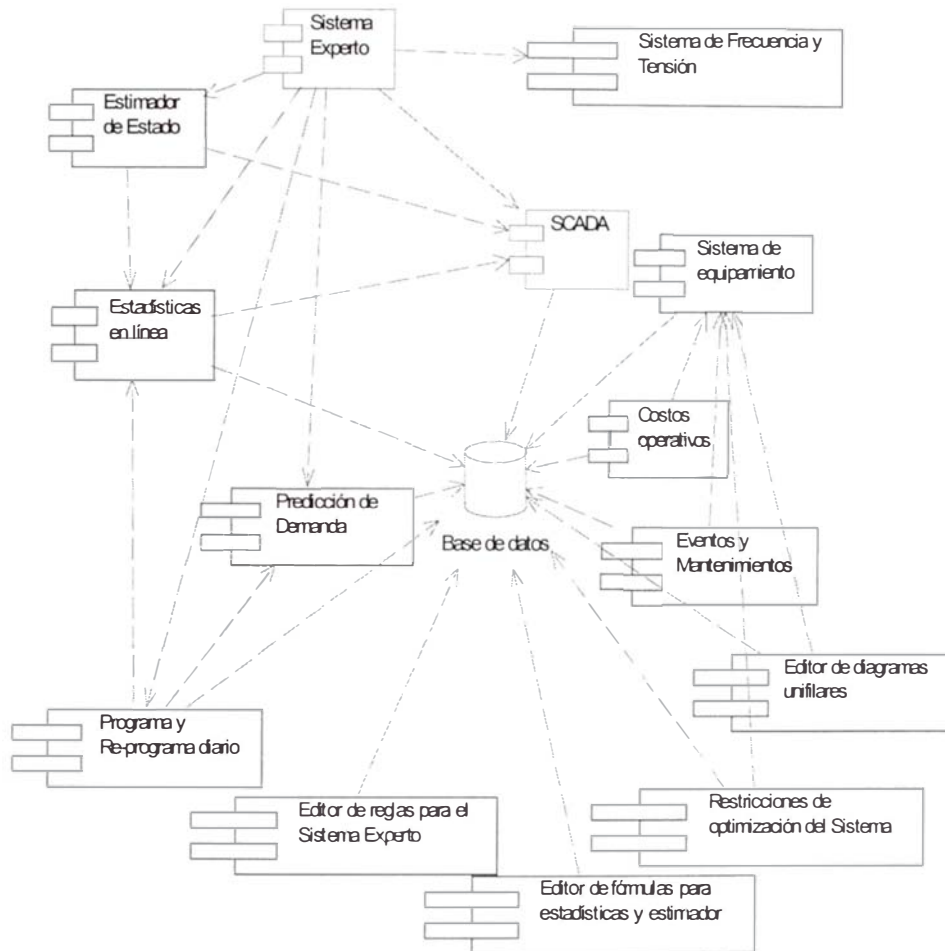 Sistema
Experto
Sistema de Frecuencia y
Tensión
Estimador
de Estado
SCADA
Sistema de
equipamiento
Estadísticas
en línea
Costos
operativos
Predicción de
Demanda
Base de datos
Eventos y
Mantenimientos
Editor de diagramas
unifilares
Programa y
Re-programa diario
Editor de reglas para el
Sistema Experto
Restricciones de
optimización del Sistema
Editor de fórmulas para
estadísticas y estimador